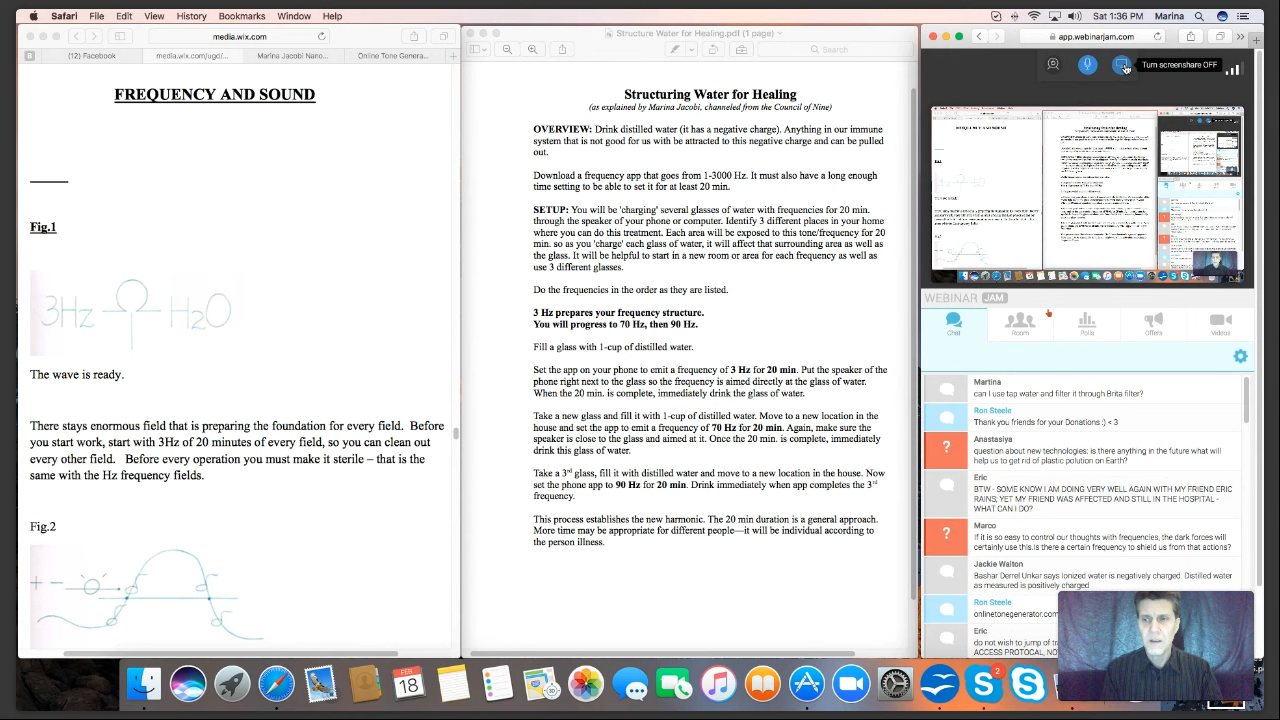 Safari File Edit View History Bookmarks Window Help
Sat 1:36 PM Marina
media.wix.com
(12) Facebook
media.wix.com/ugd/...
Marina Jacobi Nano...
Online Tone Genera...
FREQUENCY AND SOUND
Fig.1
3Hz H2O
The wave is ready.
There stays enormous field that is preparing the foundation for every field. Before
you start work, start with 3Hz of 20 minutes of every field, so you can clean out
every other field. Before every operation you must make it sterile – that is the
same with the Hz frequency fields.
Fig.2
+ −
Structure Water for Healing.pdf (1 page)
Search
Structuring Water for Healing
(as explained by Marina Jacobi, channeled from the Council of Nine)
OVERVIEW: Drink distilled water (it has a negative charge). Anything in our immune
system that is not good for us with be attracted to this negative charge and can be pulled
out.
Download a frequency app that goes from 1-3000 Hz. It must also have a long enough
time setting to be able to set it for at least 20 min.
SETUP: You will be 'charging' several glasses of water with frequencies for 20 min.
through the speaker of your phone or computer. Identify 3 different places in your home
where you can do this treatment. Each area will be exposed to this tone/frequency for 20
min. so as you 'charge' each glass of water, it will affect that surrounding area as well as
the glass. It will be helpful to start in a new room or area for each frequency as well as
use 3 different glasses.
Do the frequencies in the order as they are listed.
3 Hz prepares your frequency structure.
You will progress to 70 Hz, then 90 Hz.
Fill a glass with 1-cup of distilled water.
Set the app on your phone to emit a frequency of 3 Hz for 20 min. Put the speaker of the
phone right next to the glass so the frequency is aimed directly at the glass of water.
When the 20 min. is complete, immediately drink the glass of water.
Take a new glass and fill it with 1-cup of distilled water. Move to a new location in the
house and set the app to emit a frequency of 70 Hz for 20 min. Again, make sure the
speaker is close to the glass and aimed at it. Once the 20 min. is complete, immediately
drink this glass of water.
Take a 3rd glass, fill it with distilled water and move to a new location in the house. Now
set the phone app to 90 Hz for 20 min. Drink immediately when app completes the 3rd
frequency.
This process establishes the new harmonic. The 20 min duration is a general approach.
More time may be appropriate for different people—it will be individual according to
the person illness.
app.webinarjam.com
Turn screenshare OFF
WEBINAR JAM
Chat Room Polls Offers Videos
Martina
can I use tap water and filter it through Brita filter?
Ron Steele
Thank you friends for your Donations :) < 3
Anastasiya
question about new technologies: is there anything in the future what will
help us to get rid of plastic polution on Earth?
Eric
BTW - SOME KNOW I AM DOING VERY WELL AGAIN WITH MY FRIEND ERIC
RAINS; YET MY FRIEND WAS AFFECTED AND STILL IN THE HOSPITAL -
WHAT CAN I DO?
Marco
If it is so easy to control our thoughts with frequencies, the dark forces will
certainly use this.Is there a certain frequency to shield us from that actions?
Jackie Walton
Bashar Derrel Unkar says Ionized water is negatively charged. Distilled water
as measured is positively charged
Ron Steele
onlinetonegenerator.com
Eric
do not wish to jump of tr
ACCESS PROTOCAL, NO
FEB
18
2